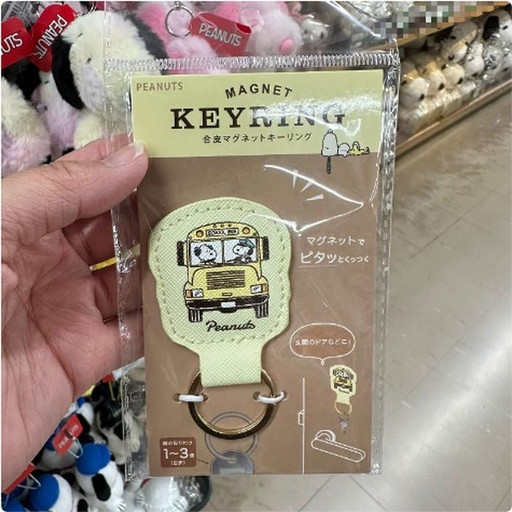 PEANUTS
PEANUTS
PEANUTS
MAGNET
KEYRING
合皮マグネットキーリング
マグネットで
ピタッとくっつく
SCHOOL BUS
Peanuts
玄関のドアなどに!
1〜3